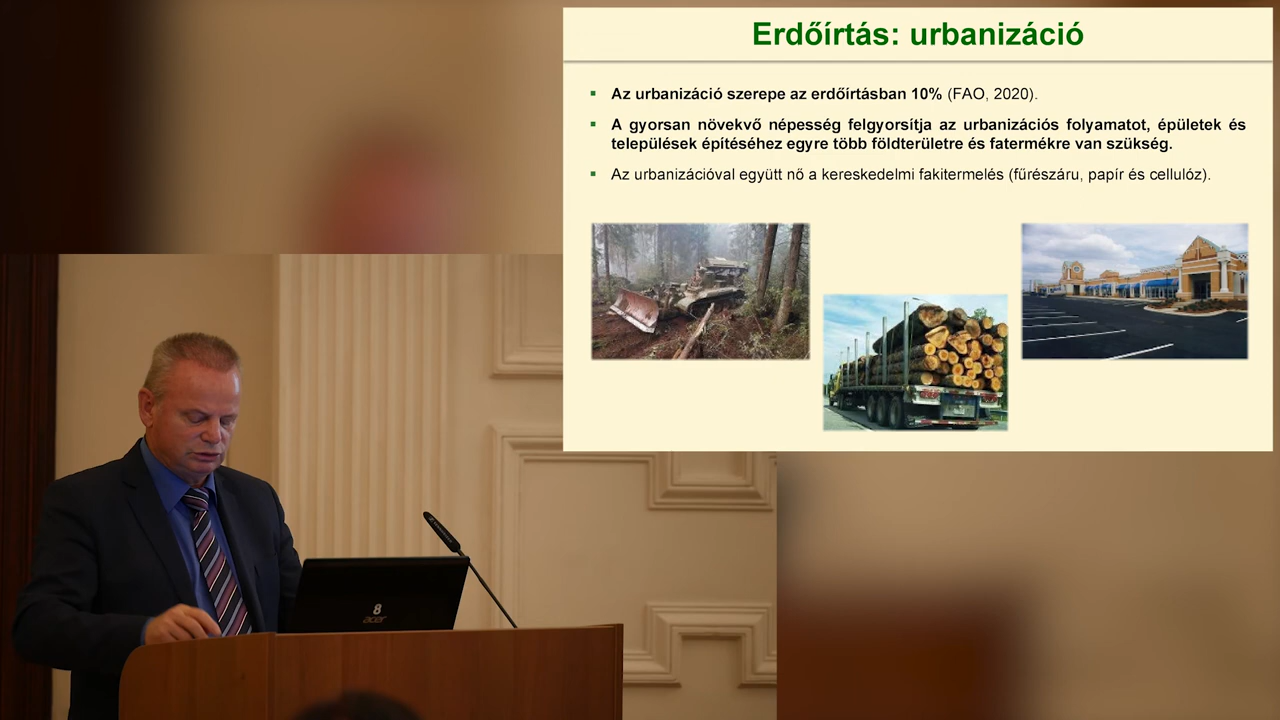 Erdőírtás: urbanizáció
Az urbanizáció szerepe az erdőírtásban 10% (FAO, 2020).
A gyorsan növekvő népesség felgyorsítja az urbanizációs folyamatot, épületek és
települések építéséhez egyre több földterületre és fatermékre van szükség.
Az urbanizációval együtt nő a kereskedelmi fakitermelés (fűrészáru, papír és cellulóz).
8
acer